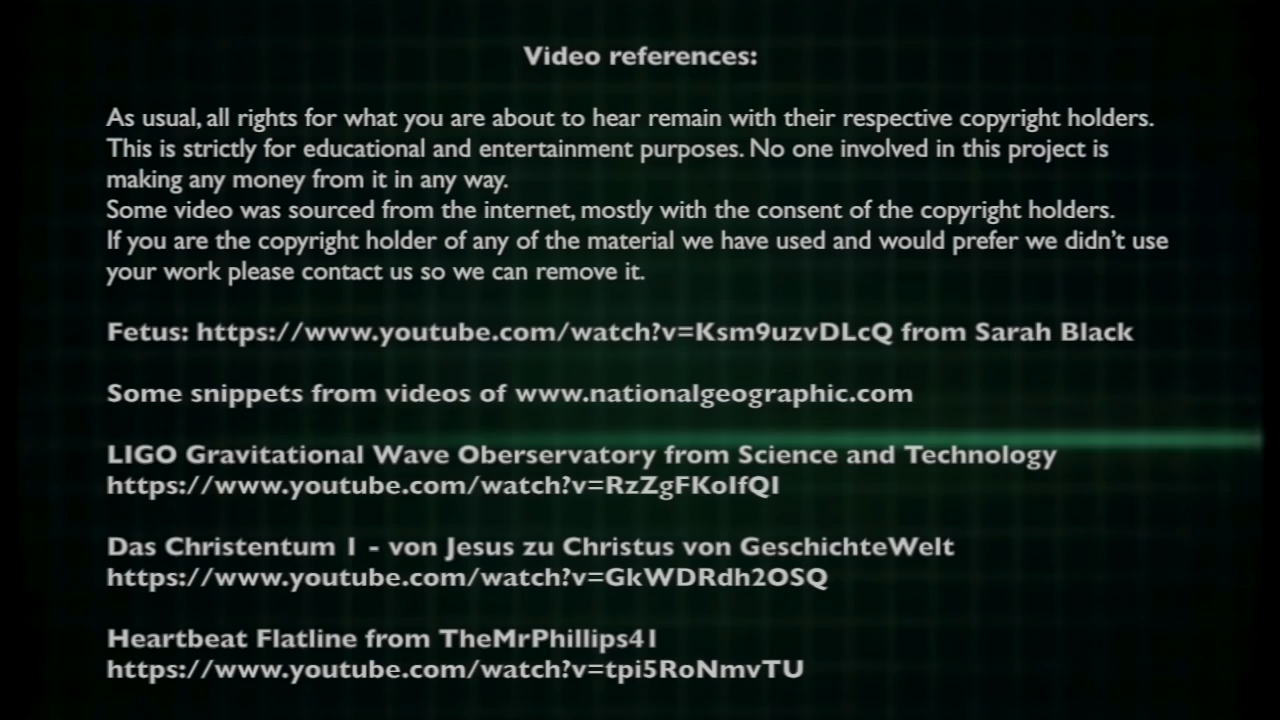 Video references:
As usual, all rights for what you are about to hear remain with their respective copyright holders.
This is strictly for educational and entertainment purposes. No one involved in this project is
making any money from it in any way.
Some video was sourced from the internet, mostly with the consent of the copyright holders.
If you are the copyright holder of any of the material we have used and would prefer we didn’t use
your work please contact us so we can remove it.
Fetus: https://www.youtube.com/watch?v=Ksm9uzvDLcQ from Sarah Black
Some snippets from videos of www.nationalgeographic.com
LIGO Gravitational Wave Oberservatory from Science and Technology
https://www.youtube.com/watch?v=RzZgFKoIfQI
Das Christentum 1 - von Jesus zu Christus von GeschichteWelt
https://www.youtube.com/watch?v=GkWDRdh2OSQ
Heartbeat Flatline from TheMrPhillips41
https://www.youtube.com/watch?v=tpi5RoNmvTU